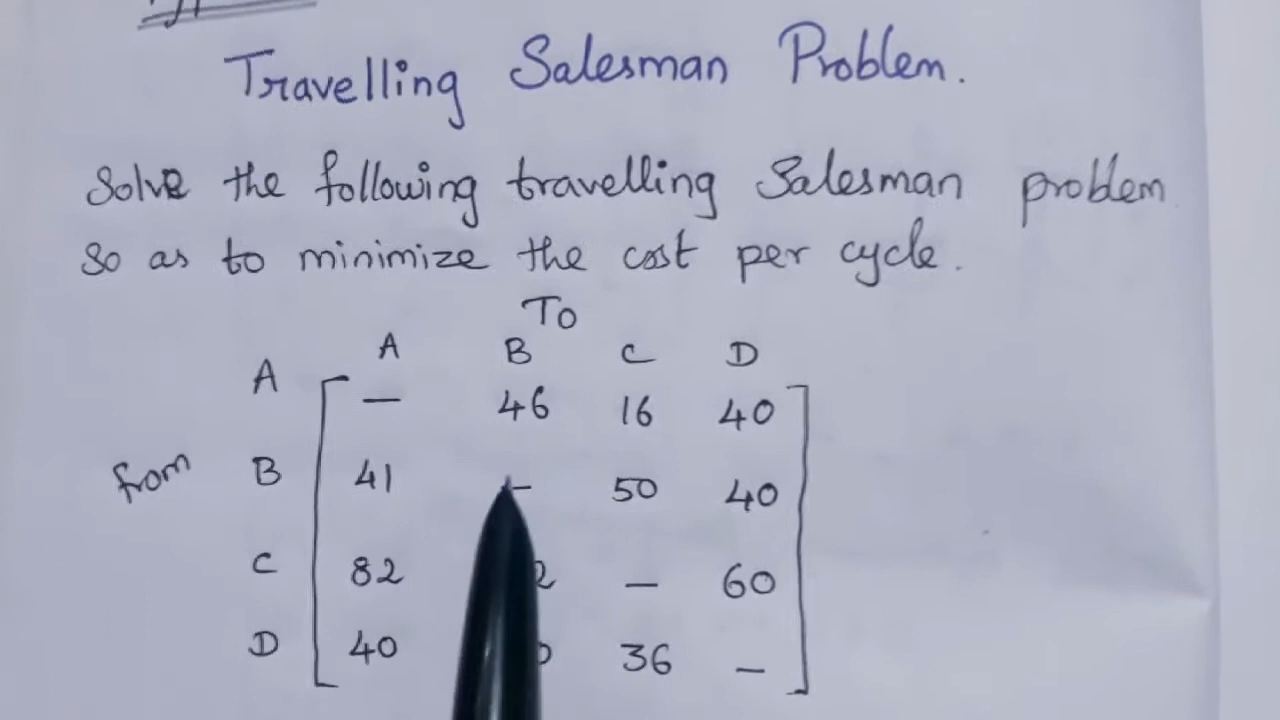 Travelling Salesman Problem.
Solve the following travelling Salesman problem
so as to minimize the cost per cycle.
To
A B C D
A — 46 16 40
from B 41 — 50 40
C 82 2 — 60
D 40 36 —